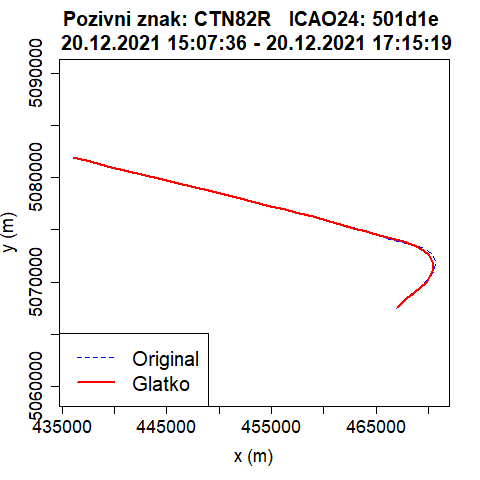 Pozivni znak: CTN82R ICAO24: 501d1e
20.12.2021 15:07:36 - 20.12.2021 17:15:19
5090000
5080000
5070000
5060000
y (m)
Original
Glatko
435000 445000 455000 465000
x (m)